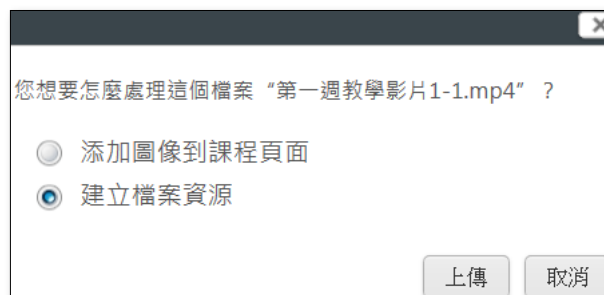 您想要怎麼處理這個檔案“第一週教學影片1-1.mp4”？
添加圖像到課程頁面
建立檔案資源
上傳 取消